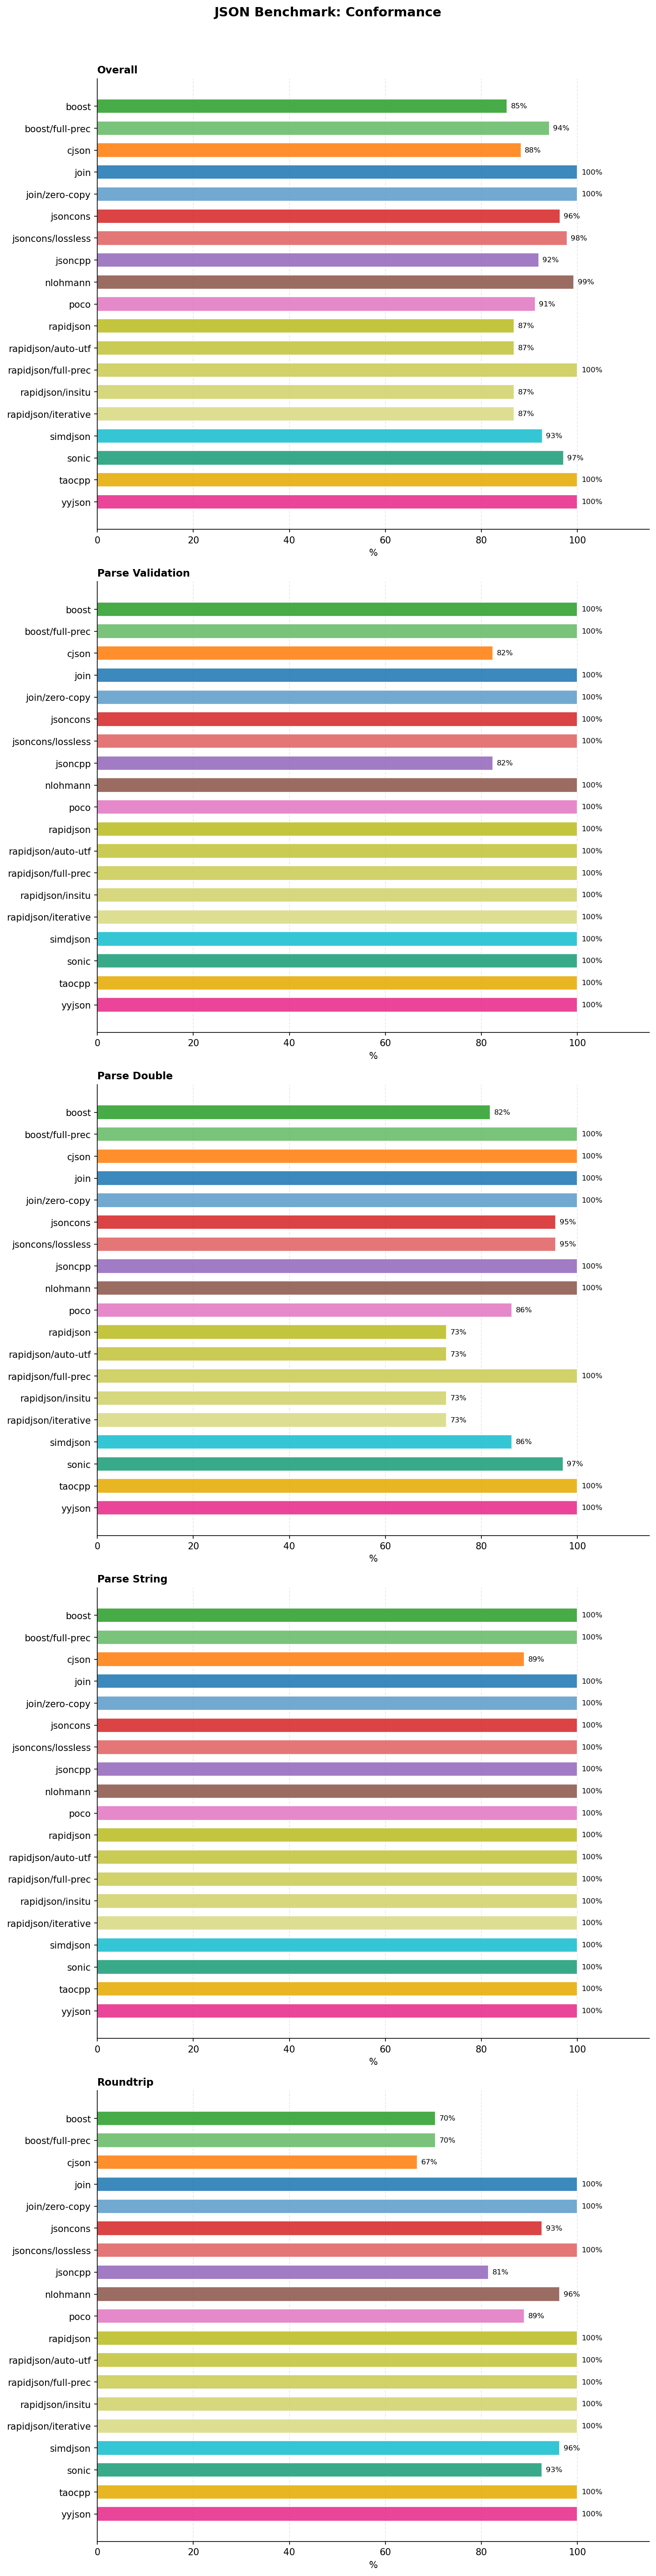 JSON Benchmark: Conformance
Overall
boost 85%
boost/full-prec 94%
cjson 88%
join 100%
join/zero-copy 100%
jsoncons 96%
jsoncons/lossless 98%
jsoncpp 92%
nlohmann 99%
poco 91%
rapidjson 87%
rapidjson/auto-utf 87%
rapidjson/full-prec 100%
rapidjson/insitu 87%
rapidjson/iterative 87%
simdjson 93%
sonic 97%
taocpp 100%
yyjson 100%
0 20 40 60 80 100
%
Parse Validation
boost 100%
boost/full-prec 100%
cjson 82%
join 100%
join/zero-copy 100%
jsoncons 100%
jsoncons/lossless 100%
jsoncpp 82%
nlohmann 100%
poco 100%
rapidjson 100%
rapidjson/auto-utf 100%
rapidjson/full-prec 100%
rapidjson/insitu 100%
rapidjson/iterative 100%
simdjson 100%
sonic 100%
taocpp 100%
yyjson 100%
0 20 40 60 80 100
%
Parse Double
boost 82%
boost/full-prec 100%
cjson 100%
join 100%
join/zero-copy 100%
jsoncons 95%
jsoncons/lossless 95%
jsoncpp 100%
nlohmann 100%
poco 86%
rapidjson 73%
rapidjson/auto-utf 73%
rapidjson/full-prec 100%
rapidjson/insitu 73%
rapidjson/iterative 73%
simdjson 86%
sonic 97%
taocpp 100%
yyjson 100%
0 20 40 60 80 100
%
Parse String
boost 100%
boost/full-prec 100%
cjson 89%
join 100%
join/zero-copy 100%
jsoncons 100%
jsoncons/lossless 100%
jsoncpp 100%
nlohmann 100%
poco 100%
rapidjson 100%
rapidjson/auto-utf 100%
rapidjson/full-prec 100%
rapidjson/insitu 100%
rapidjson/iterative 100%
simdjson 100%
sonic 100%
taocpp 100%
yyjson 100%
0 20 40 60 80 100
%
Roundtrip
boost 70%
boost/full-prec 70%
cjson 67%
join 100%
join/zero-copy 100%
jsoncons 93%
jsoncons/lossless 100%
jsoncpp 81%
nlohmann 96%
poco 89%
rapidjson 100%
rapidjson/auto-utf 100%
rapidjson/full-prec 100%
rapidjson/insitu 100%
rapidjson/iterative 100%
simdjson 96%
sonic 93%
taocpp 100%
yyjson 100%
0 20 40 60 80 100
%